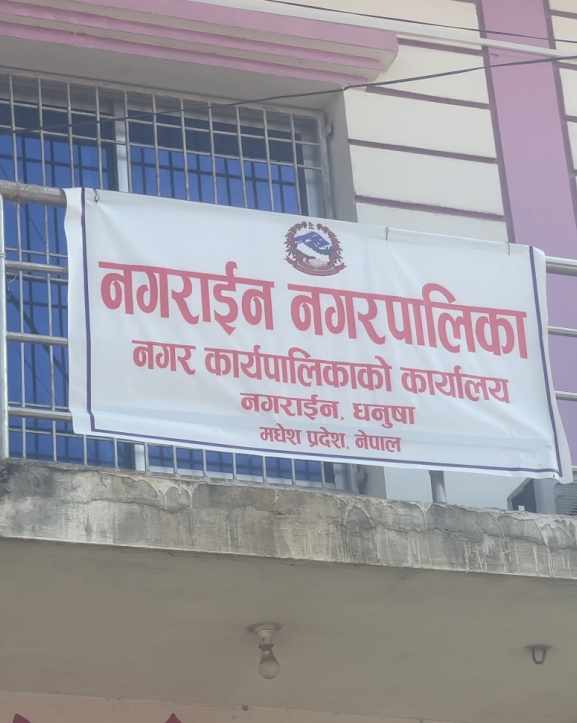 नगराईन नगरपालिका
नगर कार्यपालिकाको कार्यालय
नगराईन, धनुषा
मधेश प्रदेश, नेपाल